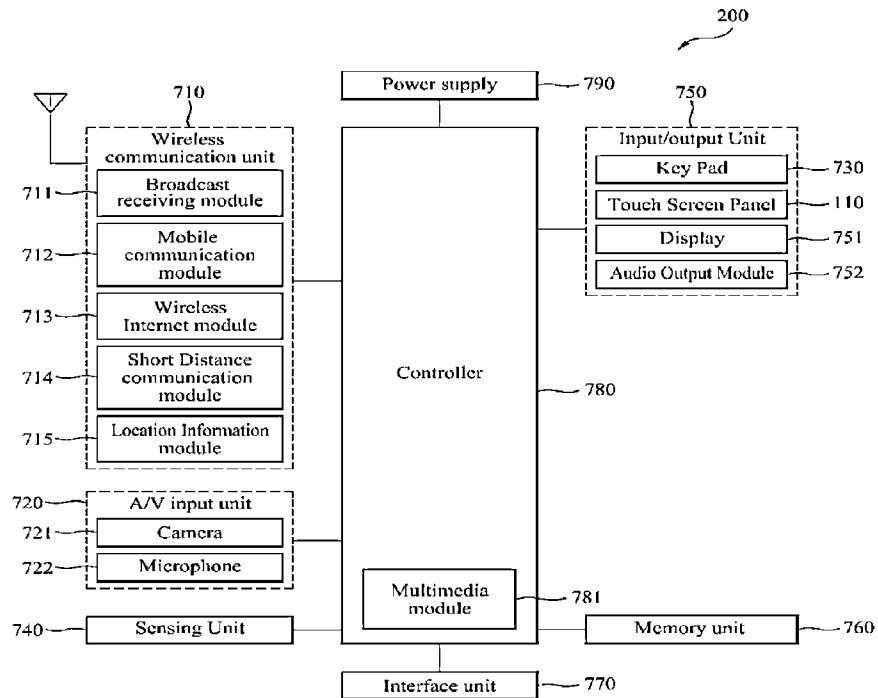 200
Power supply
790
710
Wireless
communication unit
711
Broadcast
receiving module
712
Mobile
communication
module
713
Wireless
Internet module
714
Short Distance
communication
module
715
Location Information
module
720
A/V input unit
721
Camera
722
Microphone
740
Sensing Unit
Controller
780
Multimedia
module
781
Interface unit
770
750
Input/output Unit
Key Pad
730
Touch Screen Panel
110
Display
751
Audio Output Module
752
Memory unit
760